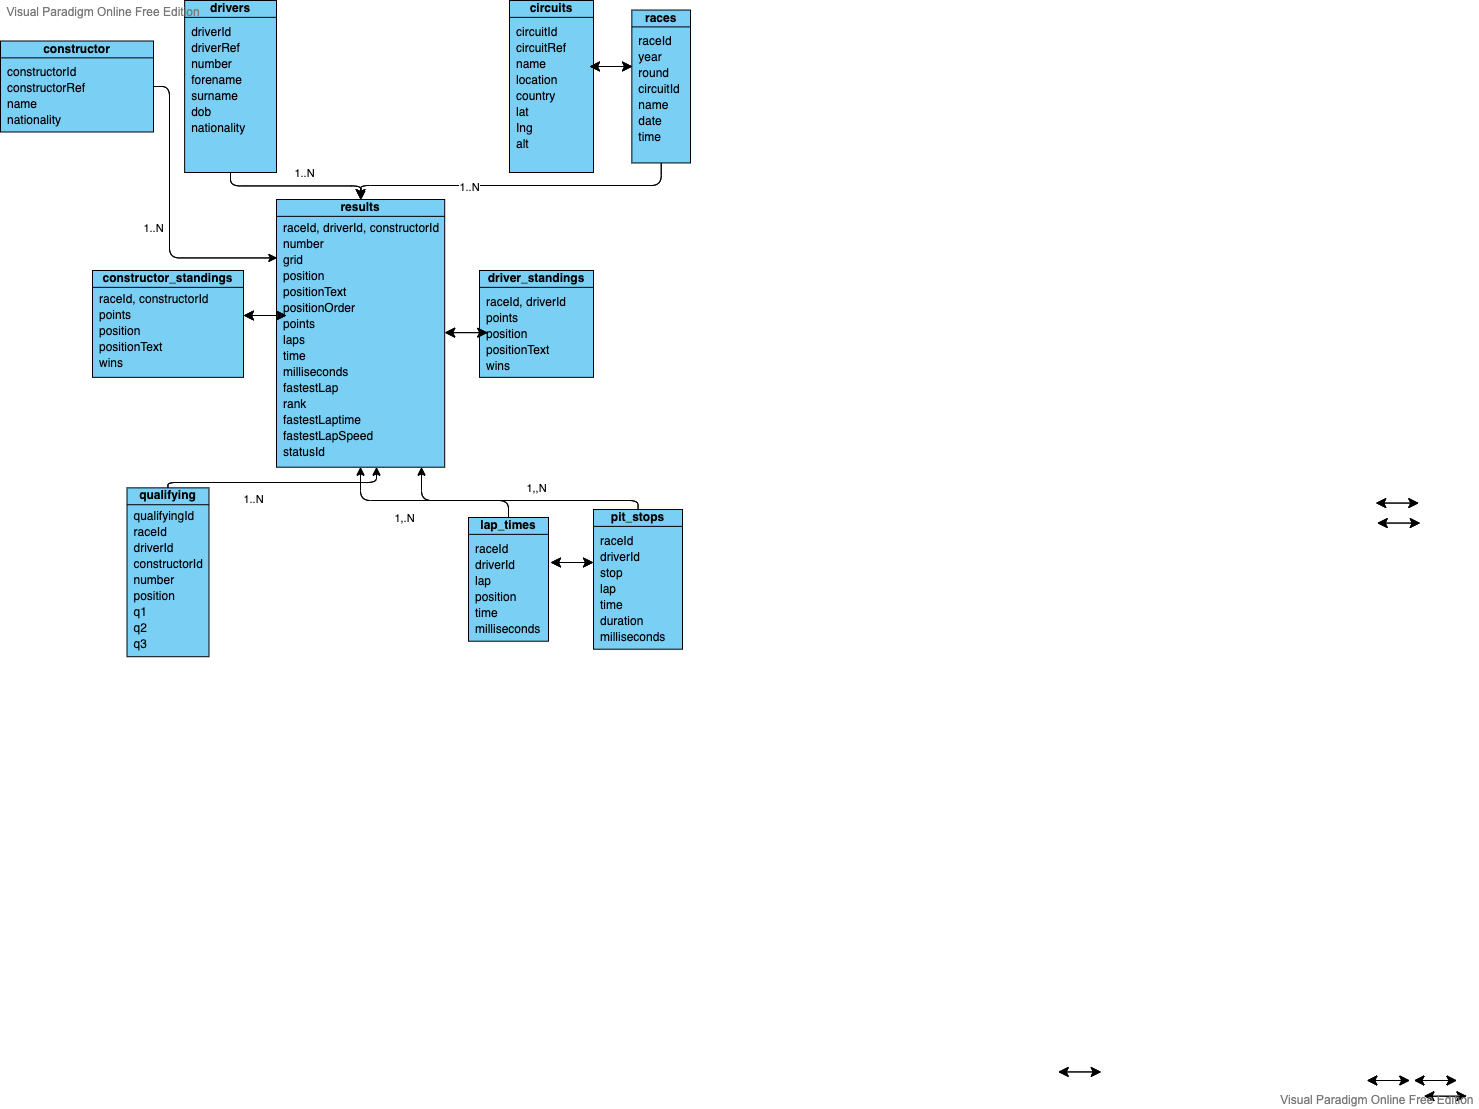 Visual Paradigm Online Free Edition
constructor
constructorId
constructorRef
name
nationality
drivers
driverId
driverRef
number
forename
surname
dob
nationality
circuits
circuitId
circuitRef
name
location
country
lat
lng
alt
races
raceId
year
round
circuitId
name
date
time
1..N
1..N
1..N
results
raceId, driverId, constructorId
number
grid
position
positionText
positionOrder
points
laps
time
milliseconds
fastestLap
rank
fastestLaptime
fastestLapSpeed
statusId
constructor_standings
raceId, constructorId
points
position
positionText
wins
driver_standings
raceId, driverId
points
position
positionText
wins
1..N
1,.N
1,,N
qualifying
qualifyingId
raceId
driverId
constructorId
number
position
q1
q2
q3
lap_times
raceId
driverId
lap
position
time
milliseconds
pit_stops
raceId
driverId
stop
lap
time
duration
milliseconds
Visual Paradigm Online Free Edition